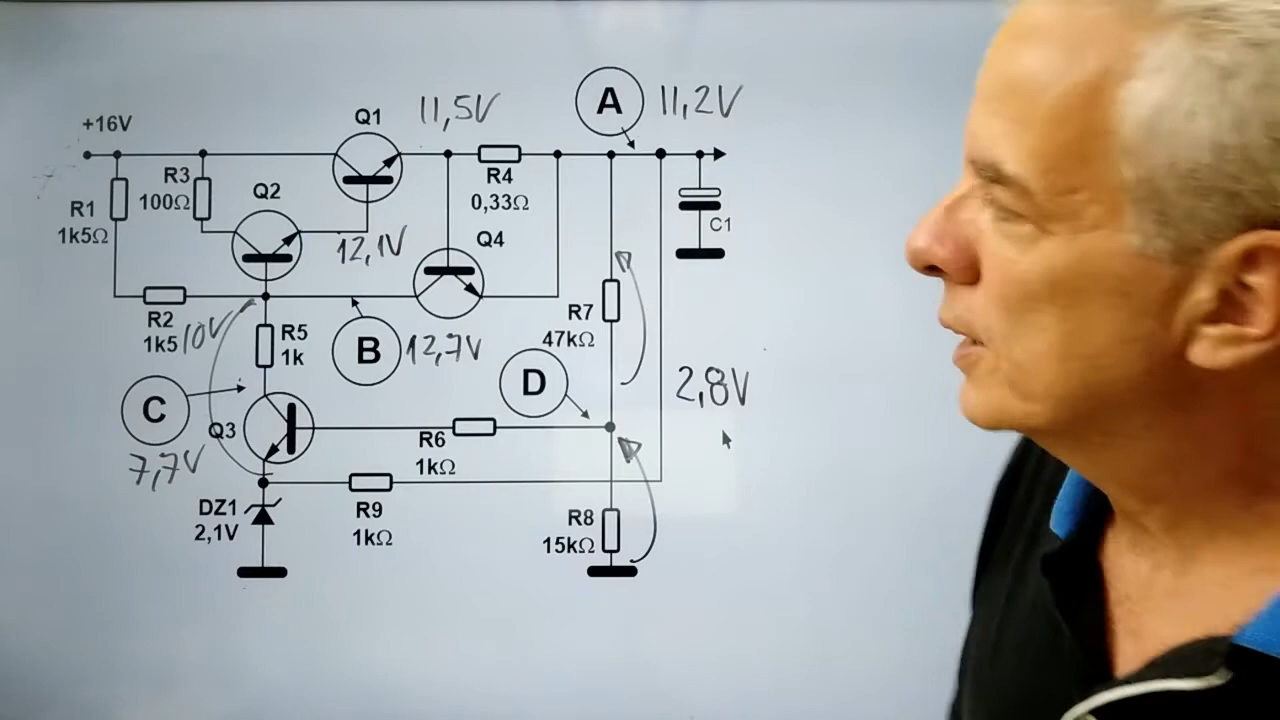 +16V
Q1
11,5V
A
11,2V
R3
100Ω
Q2
R4
0,33Ω
R1
1k5Ω
12,1V
Q4
C1
R2
1k5
10V
R5
1k
B
12,7V
R7
47kΩ
D
2,8V
C
Q3
7,7V
R6
1kΩ
DZ1
2,1V
R9
1kΩ
R8
15kΩ